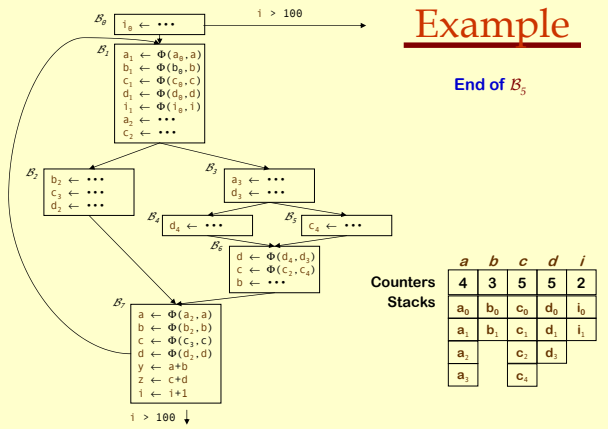 Example
End of B₅
B₀
i₀ ← •••
i > 100
B₁
a₁ ← Φ(a₀,a)
b₁ ← Φ(b₀,b)
c₁ ← Φ(c₀,c)
d₁ ← Φ(d₀,d)
i₁ ← Φ(i₀,i)
a₂ ← •••
c₂ ← •••
B₂
b₂ ← •••
c₃ ← •••
d₂ ← •••
B₃
a₃ ← •••
d₃ ← •••
B₄
d₄ ← •••
B₅
c₄ ← •••
B₆
d ← Φ(d₄,d₃)
c ← Φ(c₂,c₄)
b ← •••
B₇
a ← Φ(a₂,a)
b ← Φ(b₂,b)
c ← Φ(c₃,c)
d ← Φ(d₂,d)
y ← a+b
z ← c+d
i ← i+1
i > 100
a b c d i
Counters 4 3 5 5 2
Stacks a₀ b₀ c₀ d₀ i₀
a₁ b₁ c₁ d₁ i₁
a₂ c₂ d₃
a₃ c₄